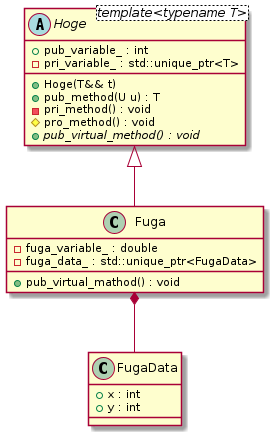 A Hoge template<typename T>
pub_variable_ : int
pri_variable_ : std::unique_ptr<T>
Hoge(T&& t)
pub_method(U u) : T
pri_method() : void
pro_method() : void
pub_virtual_method() : void
C Fuga
fuga_variable_ : double
fuga_data_ : std::unique_ptr<FugaData>
pub_virtual_mathod() : void
C FugaData
x : int
y : int